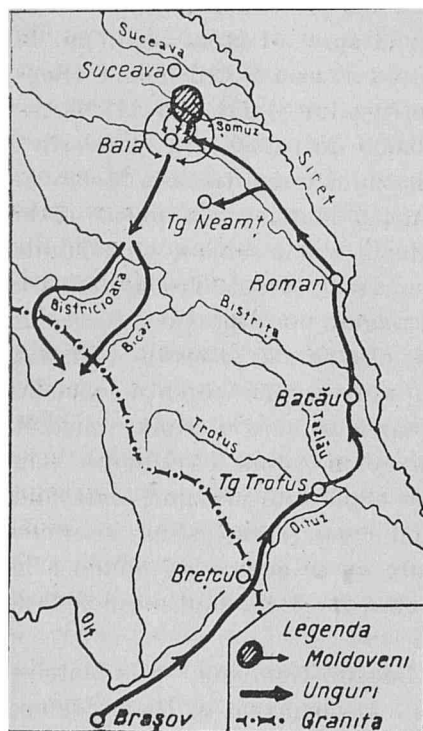 Suceava
Suceava
Somuz
Baia
Siret
Tg Neamț
Roman
Bistricioara
Bicaz
Bistrița
Bacău
Trotuș
Tazlău
Tg Trotuș
Oituz
Brețcu
Olt
Brașov
Legenda
Moldoveni
Unguri
Granița